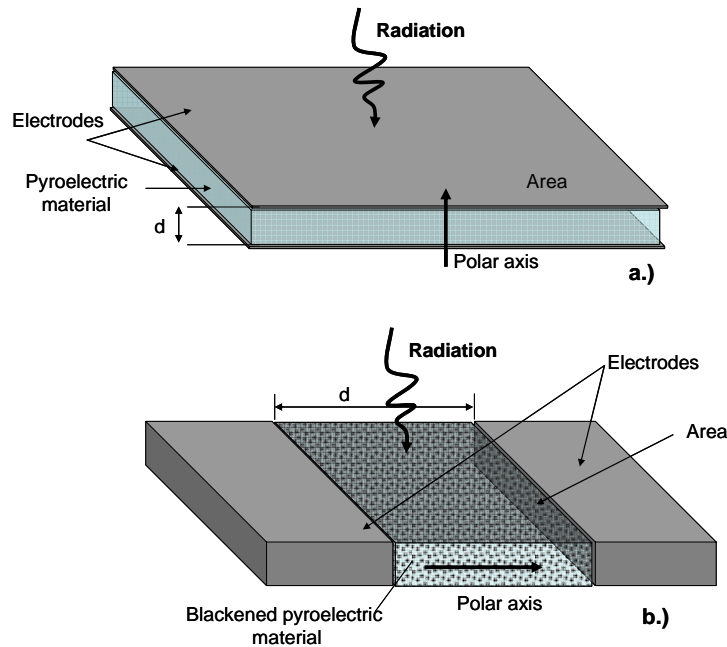 Radiation
Electrodes
Pyroelectric
material
Area
d
Polar axis
a.)
Radiation
Electrodes
d
Area
Blackened pyroelectric
material
Polar axis
b.)